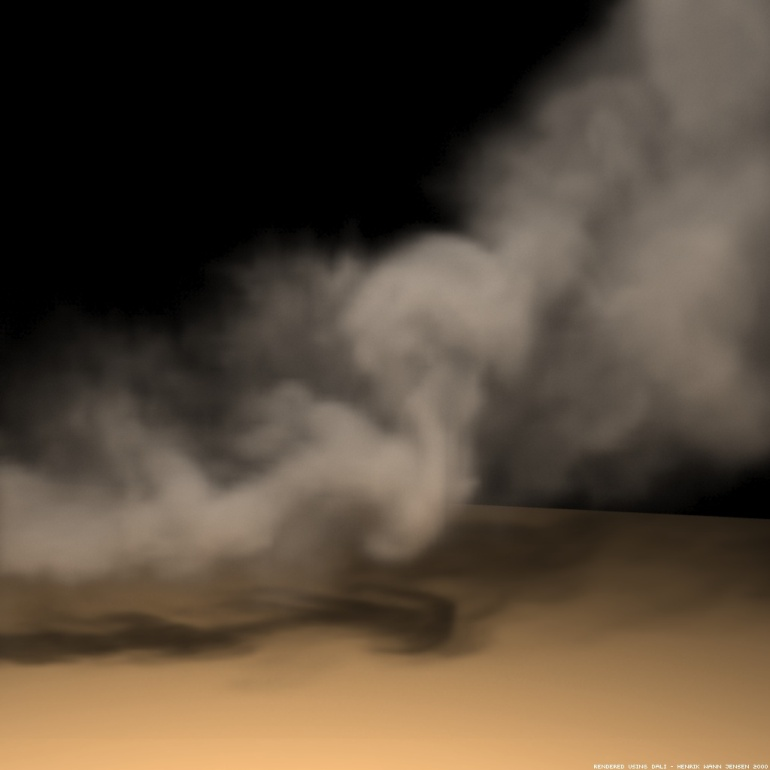 RENDERED USING DALI - HENRIK WANN JENSEN 2000